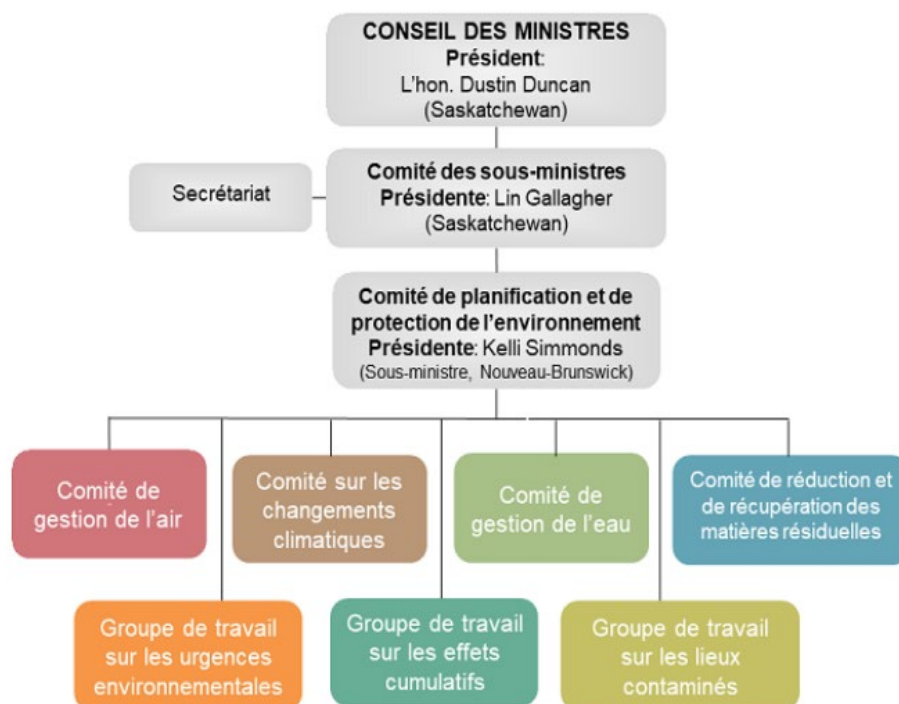 CONSEIL DES MINISTRES
Président:
L'hon. Dustin Duncan
(Saskatchewan)
Secrétariat
Comité des sous-ministres
Présidente: Lin Gallagher
(Saskatchewan)
Comité de planification et de
protection de l'environnement
Présidente: Kelli Simmonds
(Sous-ministre, Nouveau-Brunswick)
Comité de
gestion de l'air
Comité sur les
changements
climatiques
Comité de
gestion de l'eau
Comité de réduction et
de récupération des
matières résiduelles
Groupe de travail
sur les urgences
environnementales
Groupe de travail
sur les effets
cumulatifs
Groupe de travail
sur les lieux
contaminés